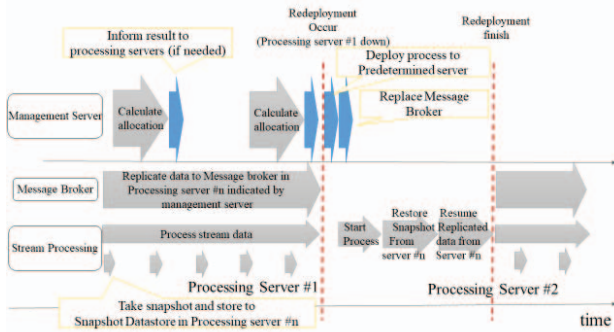 Redeployment
Occur
(Processing server #1 down)
Redeployment
finish
Inform result to
processing servers (if needed)
Deploy process to
Predetermined server
Replace Message
Broker
Management Server
Calculate
allocation
Calculate
allocation
Message Broker
Replicate data to Message broker in
Processing server #n indicated by
management server
Stream Processing
Process stream data
Start
Process
Restore
Snapshot
From
server #n
Resume
Replicated
data from
Server #n
Processing Server #1
Processing Server #2
Take snapshot and store to
Snapshot Datastore in Processing server #n
time